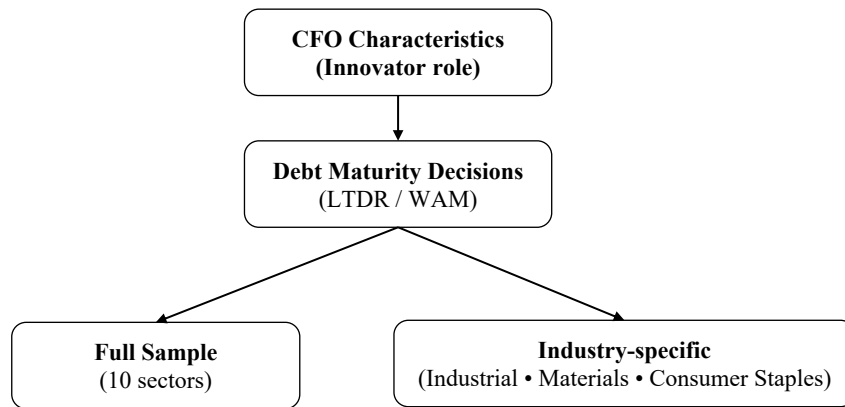 CFO Characteristics
(Innovator role)
Debt Maturity Decisions
(LTDR / WAM)
Full Sample
(10 sectors)
Industry-specific
(Industrial • Materials • Consumer Staples)